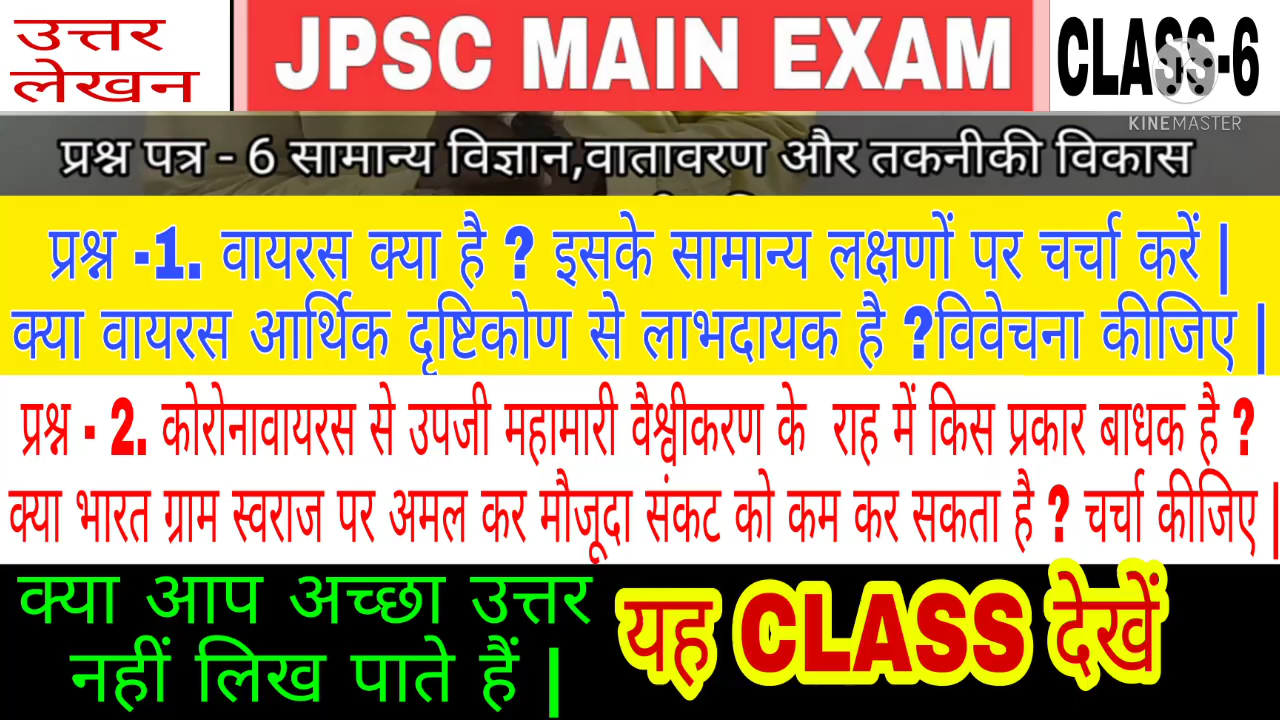 उत्तर
लेखन
JPSC MAIN EXAM
CLASS-6
KINEMASTER
प्रश्न पत्र - 6 सामान्य विज्ञान,वातावरण और तकनीकी विकास
प्रश्न -1. वायरस क्या है ? इसके सामान्य लक्षणों पर चर्चा करें |
क्या वायरस आर्थिक दृष्टिकोण से लाभदायक है ?विवेचना कीजिए |
प्रश्न - 2. कोरोनावायरस से उपजी महामारी वैश्वीकरण के राह में किस प्रकार बाधक है ?
क्या भारत ग्राम स्वराज पर अमल कर मौजूदा संकट को कम कर सकता है ? चर्चा कीजिए |
क्या आप अच्छा उत्तर
नहीं लिख पाते हैं |
यह CLASS देखें